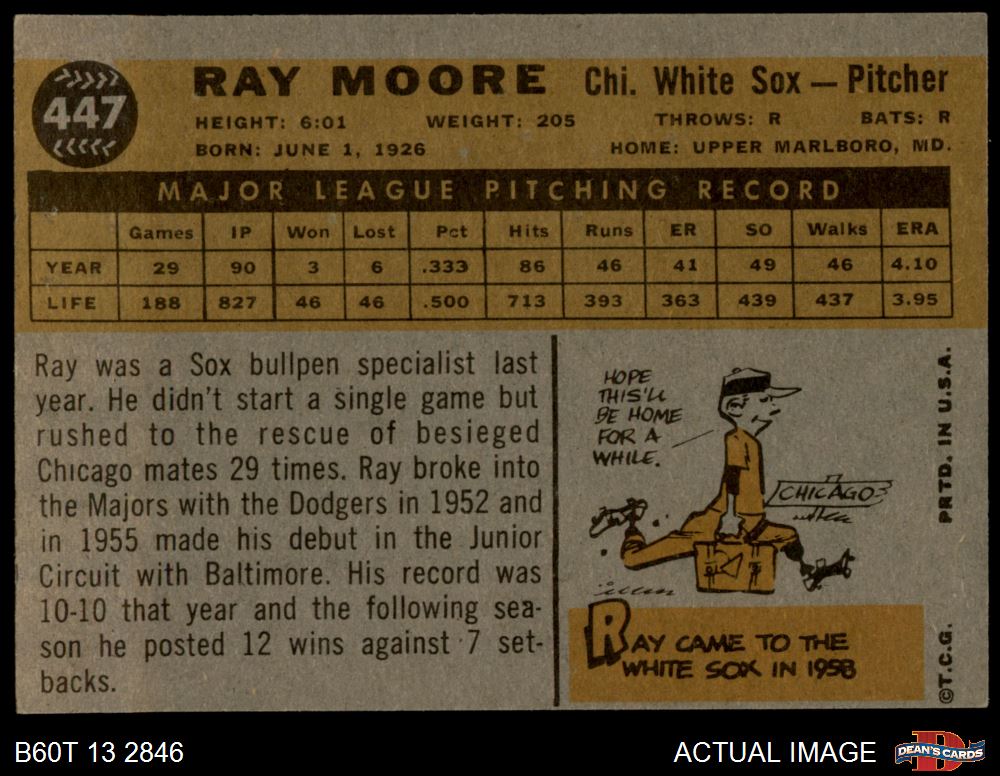 447
RAY MOORE Chi. White Sox — Pitcher
HEIGHT: 6:01 WEIGHT: 205 THROWS: R BATS: R
BORN: JUNE 1, 1926 HOME: UPPER MARLBORO, MD.
MAJOR LEAGUE PITCHING RECORD
Games IP Won Lost Pct Hits Runs ER SO Walks ERA
YEAR 29 90 3 6 .333 86 46 41 49 46 4.10
LIFE 188 827 46 46 .500 713 393 363 439 437 3.95
Ray was a Sox bullpen specialist last
year. He didn't start a single game but
rushed to the rescue of besieged
Chicago mates 29 times. Ray broke into
the Majors with the Dodgers in 1952 and
in 1955 made his debut in the Junior
Circuit with Baltimore. His record was
10-10 that year and the following sea-
son he posted 12 wins against 7 set-
backs.
HOPE
THIS'LL
BE HOME
FOR A
WHILE.
CHICAGO
RAY CAME TO THE
WHITE SOX IN 1958
PRTD. IN U.S.A.
©T.C.G.
B60T 13 2846
ACTUAL IMAGE
DEAN'S CARDS